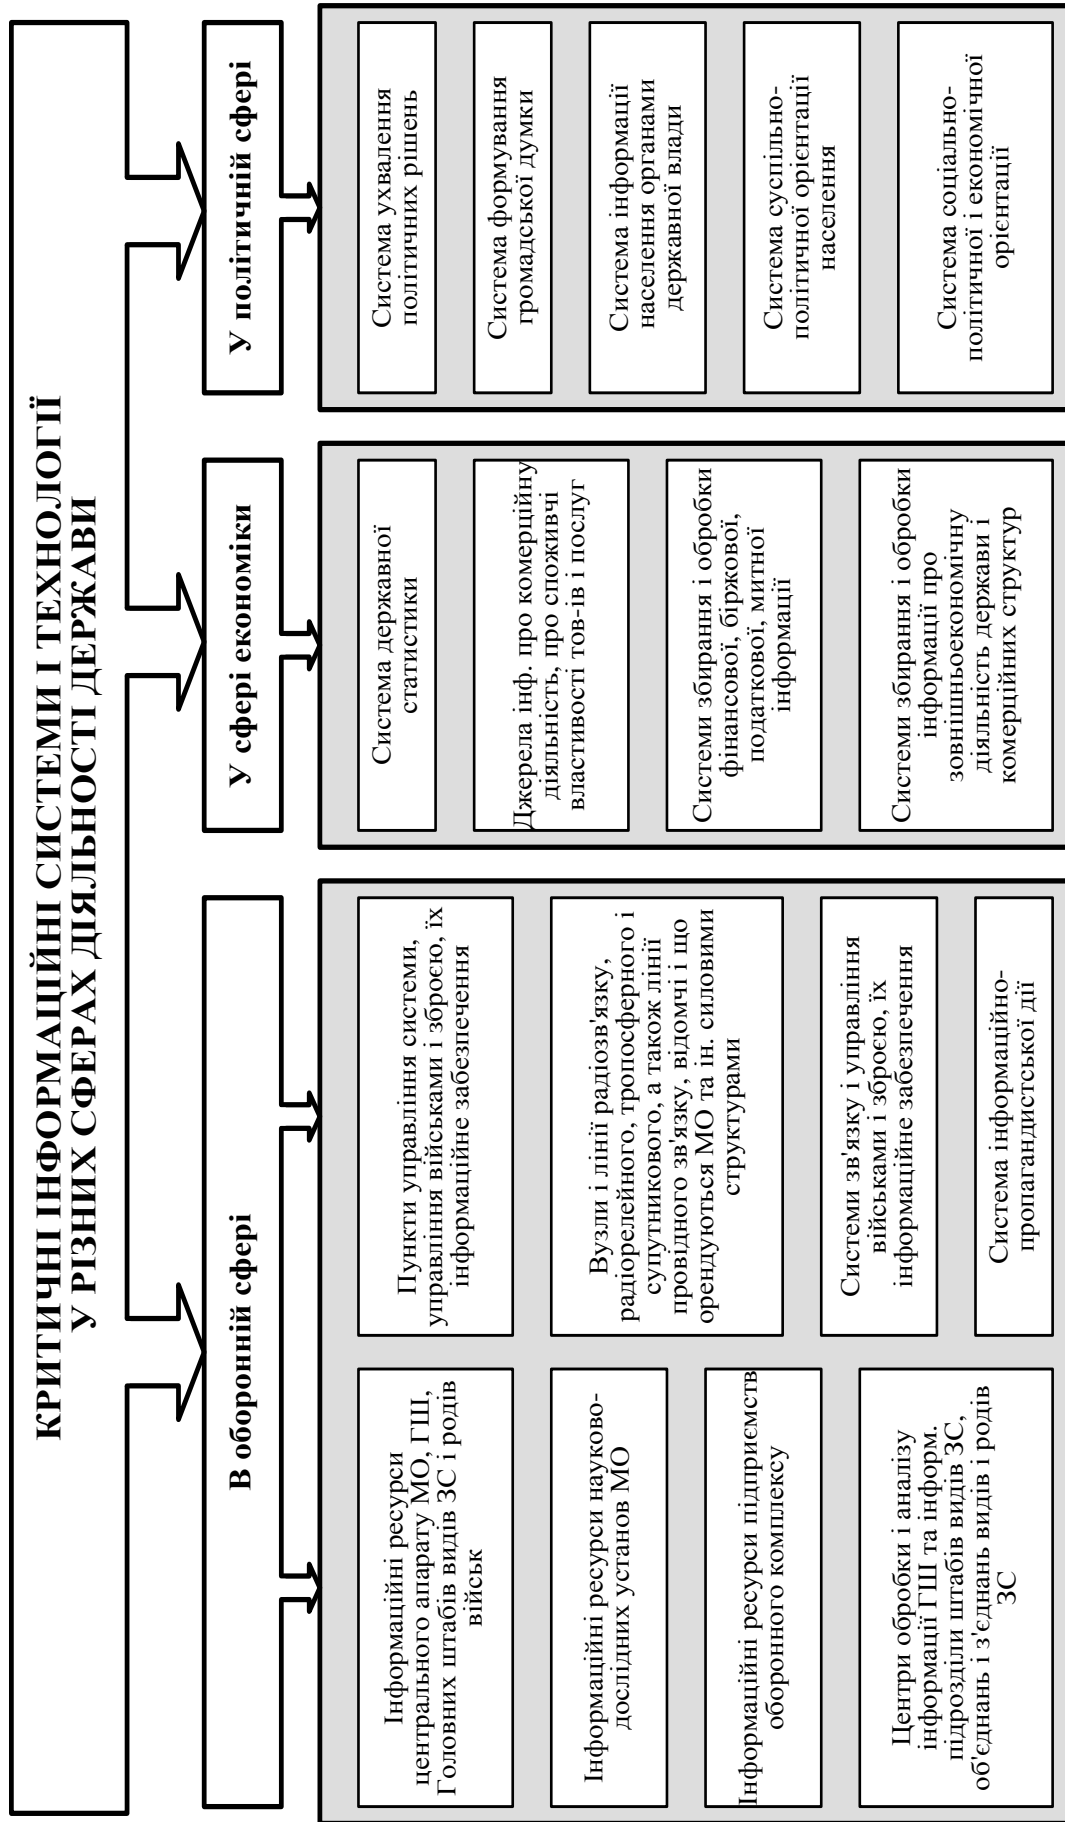 КРИТИЧНІ ІНФОРМАЦІЙНІ СИСТЕМИ І ТЕХНОЛОГІЇ
У РІЗНИХ СФЕРАХ ДІЯЛЬНОСТІ ДЕРЖАВИ
В оборонній сфері
Інформаційні ресурси
центрального апарату МО, ГШ,
Головних штабів видів ЗС і родів
військ
Інформаційні ресурси науково-
дослідних установ МО
Інформаційні ресурси підприємств
оборонного комплексу
Центри обробки і аналізу
інформації ГШ та інформ.
підрозділи штабів видів ЗС,
об'єднань і з'єднань видів і родів
ЗС
Пункти управління системи,
управління військами і зброєю, їх
інформаційне забезпечення
Вузли і лінії радіозв'язку,
радіорелейного, тропосферного і
супутникового, а також лінії
провідного зв'язку, відомчі і що
орендуються МО та ін. силовими
структурами
Системи зв'язку і управління
військами і зброєю, їх
інформаційне забезпечення
Система інформаційно-
пропагандистської дії
У сфері економіки
Система державної
статистики
Джерела інф. про комерційну
діяльність, про споживчі
властивості тов-ів і послуг
Системи збирання і обробки
фінансової, біржової,
податкової, митної
інформації
Системи збирання і обробки
інформації про
зовнішньоекономічну
діяльність держави і
комерційних структур
У політичній сфері
Система ухвалення
політичних рішень
Система формування
громадської думки
Система інформації
населення органами
державної влади
Система суспільно-
політичної орієнтації
населення
Система соціально-
політичної і економічної
орієнтації